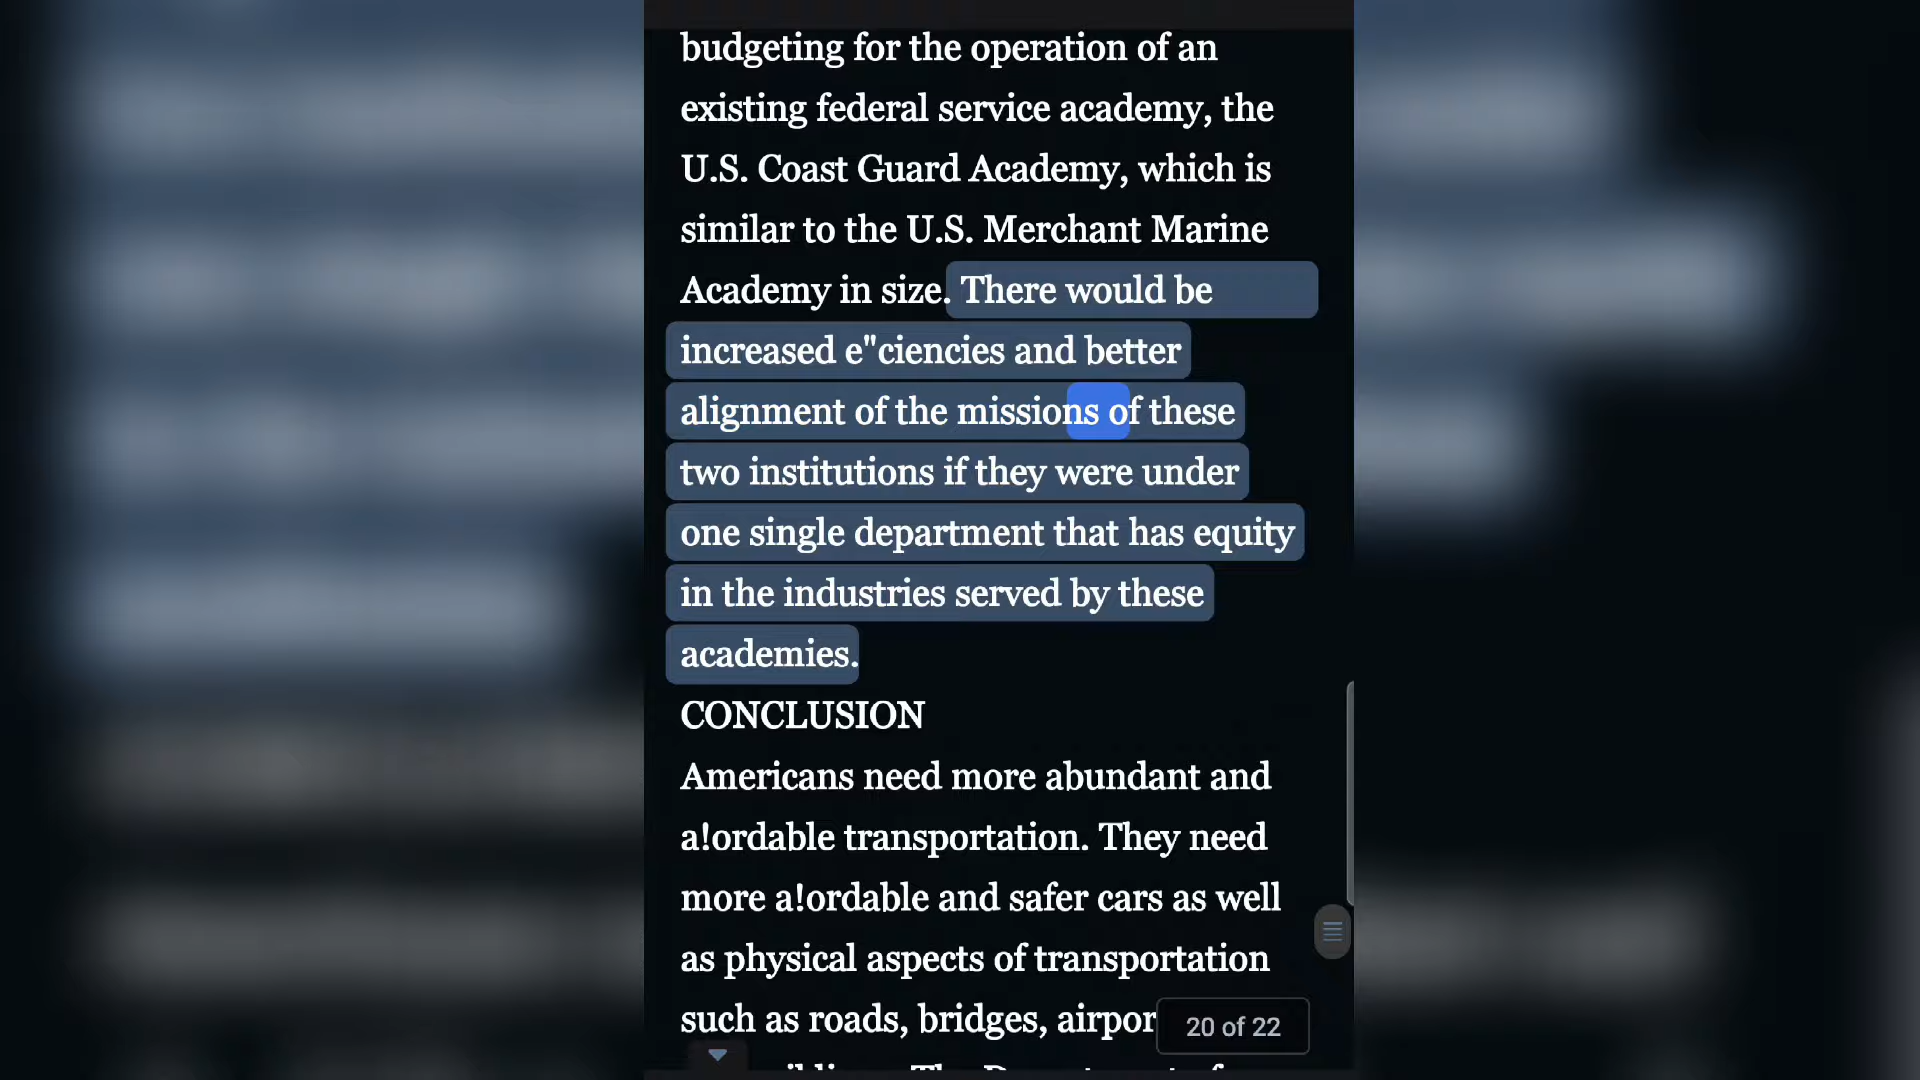 budgeting for the operation of an
existing federal service academy, the
U.S. Coast Guard Academy, which is
similar to the U.S. Merchant Marine
Academy in size. There would be
increased e"ciencies and better
alignment of the missions of these
two institutions if they were under
one single department that has equity
in the industries served by these
academies.
CONCLUSION
Americans need more abundant and
a!ordable transportation. They need
more a!ordable and safer cars as well
as physical aspects of transportation
such as roads, bridges, airpor
20 of 22